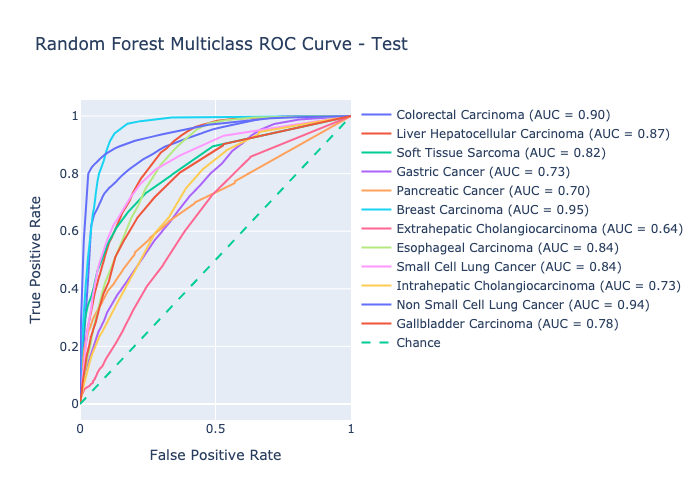 Random Forest Multiclass ROC Curve - Test
1
0.8
0.6
0.4
0.2
0
True Positive Rate
0
0.5
1
False Positive Rate
Colorectal Carcinoma (AUC = 0.90)
Liver Hepatocellular Carcinoma (AUC = 0.87)
Soft Tissue Sarcoma (AUC = 0.82)
Gastric Cancer (AUC = 0.73)
Pancreatic Cancer (AUC = 0.70)
Breast Carcinoma (AUC = 0.95)
Extrahepatic Cholangiocarcinoma (AUC = 0.64)
Esophageal Carcinoma (AUC = 0.84)
Small Cell Lung Cancer (AUC = 0.84)
Intrahepatic Cholangiocarcinoma (AUC = 0.73)
Non Small Cell Lung Cancer (AUC = 0.94)
Gallbladder Carcinoma (AUC = 0.78)
Chance